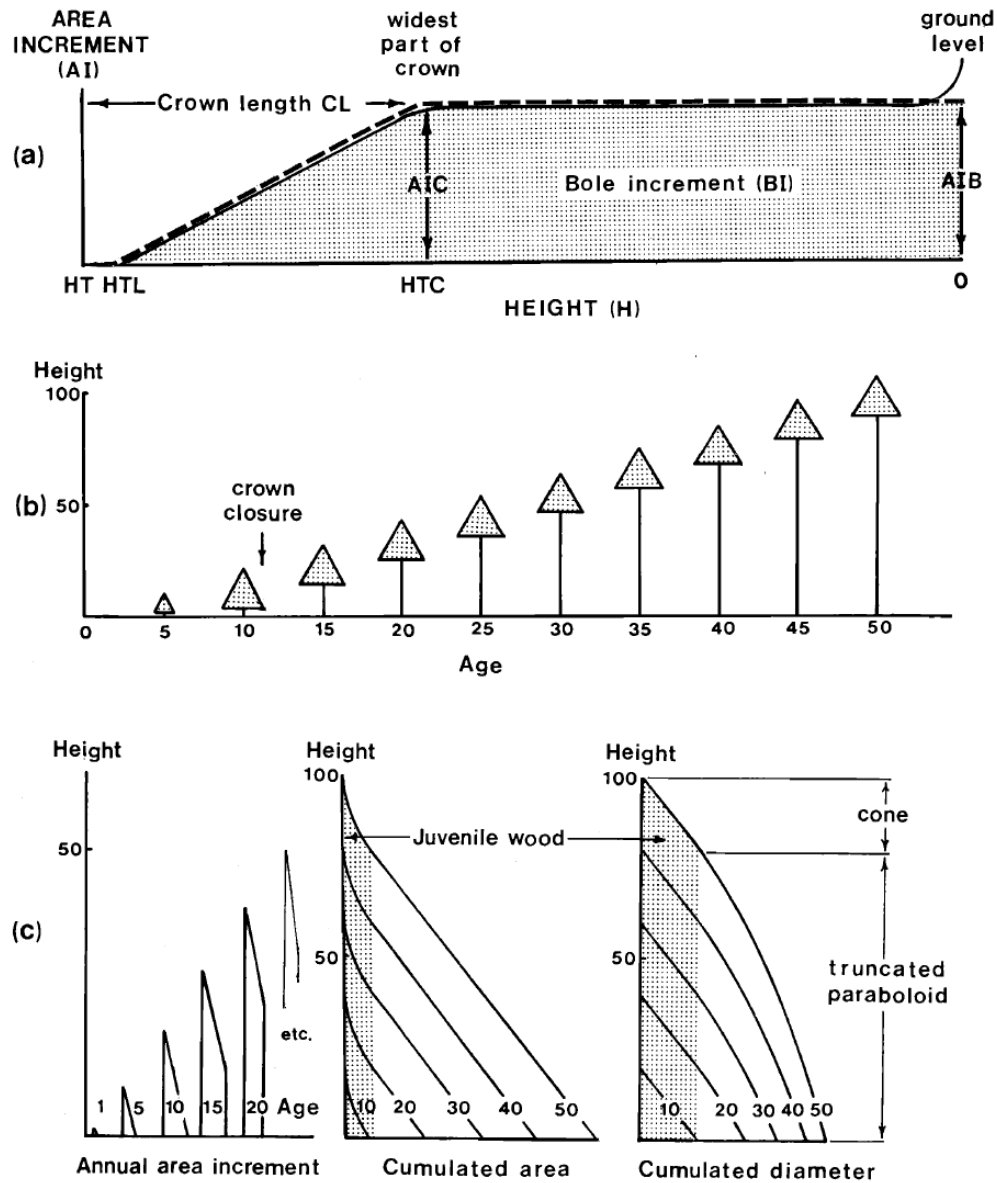 AREA
INCREMENT
(AI)
widest
part of
crown
ground
level
Crown length CL
(a)
AIC
Bole increment (BI)
AIB
HT HTL
HTC
O
HEIGHT (H)
Height
100
(b)
50
crown
closure
0 5 10 15 20 25 30 35 40 45 50
Age
(c)
Height
50
etc.
1 5 10 15 20 Age
Annual area increment
Height
100
50
Juvenile wood
10 20 30 40 50
Cumulated area
Height
100
50
cone
truncated
paraboloid
10 20 30 40 50
Cumulated diameter